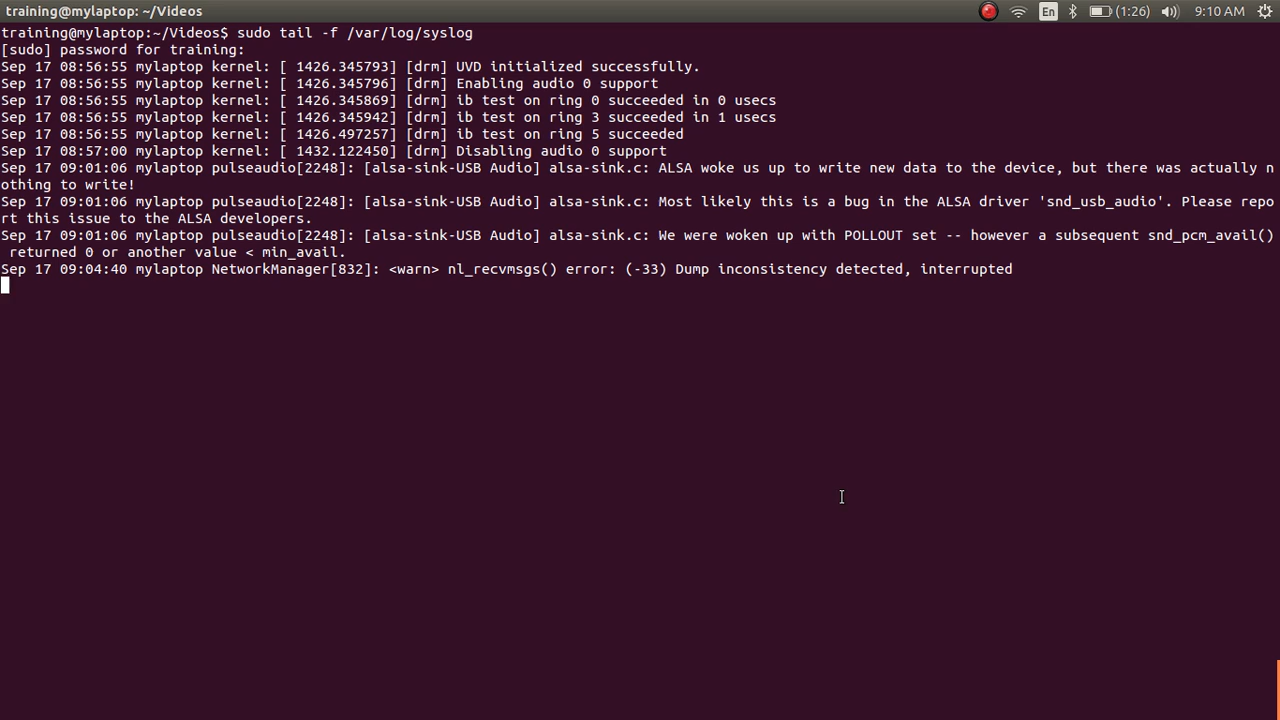 training@mylaptop: ~/Videos
En
(1:26)
9:10 AM
training@mylaptop:~/Videos$ sudo tail -f /var/log/syslog
[sudo] password for training:
Sep 17 08:56:55 mylaptop kernel: [ 1426.345793] [drm] UVD initialized successfully.
Sep 17 08:56:55 mylaptop kernel: [ 1426.345796] [drm] Enabling audio 0 support
Sep 17 08:56:55 mylaptop kernel: [ 1426.345869] [drm] ib test on ring 0 succeeded in 0 usecs
Sep 17 08:56:55 mylaptop kernel: [ 1426.345942] [drm] ib test on ring 3 succeeded in 1 usecs
Sep 17 08:56:55 mylaptop kernel: [ 1426.497257] [drm] ib test on ring 5 succeeded
Sep 17 08:57:00 mylaptop kernel: [ 1432.122450] [drm] Disabling audio 0 support
Sep 17 09:01:06 mylaptop pulseaudio[2248]: [alsa-sink-USB Audio] alsa-sink.c: ALSA woke us up to write new data to the device, but there was actually n
othing to write!
Sep 17 09:01:06 mylaptop pulseaudio[2248]: [alsa-sink-USB Audio] alsa-sink.c: Most likely this is a bug in the ALSA driver 'snd_usb_audio'. Please repo
rt this issue to the ALSA developers.
Sep 17 09:01:06 mylaptop pulseaudio[2248]: [alsa-sink-USB Audio] alsa-sink.c: We were woken up with POLLOUT set -- however a subsequent snd_pcm_avail()
 returned 0 or another value < min_avail.
Sep 17 09:04:40 mylaptop NetworkManager[832]: <warn> nl_recvmsgs() error: (-33) Dump inconsistency detected, interrupted